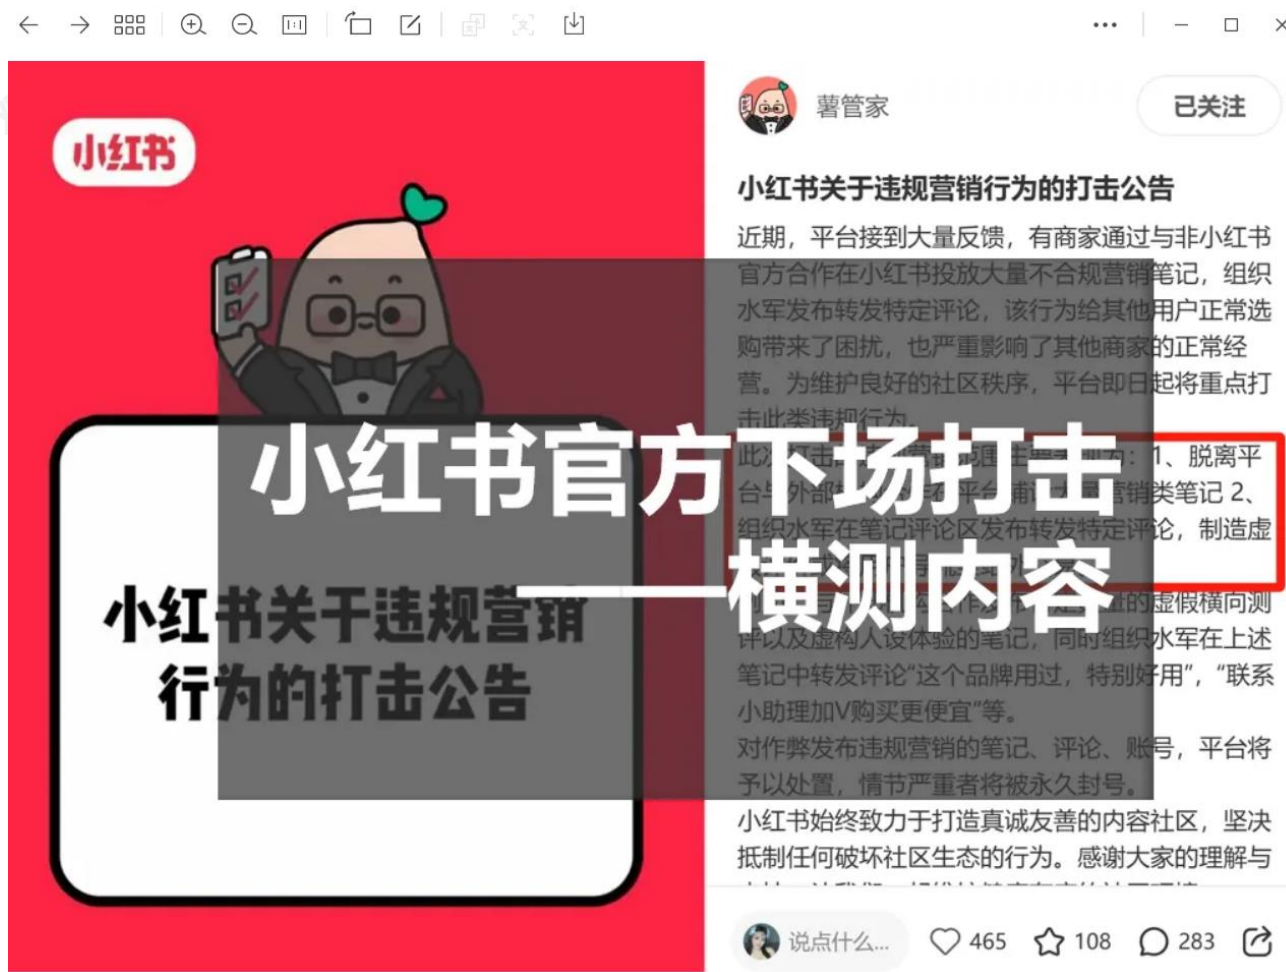 小红书
小红书关于违规营销
行为的打击公告
薯管家
已关注
小红书关于违规营销行为的打击公告
近期，平台接到大量反馈，有商家通过与非小红书
官方合作在小红书投放大量不合规营销笔记，组织
水军发布转发特定评论，该行为给其他用户正常选
购带来了困扰，也严重影响了其他商家的正常经
营。为维护良好的社区秩序，平台即日起将重点打
击此类违规行为。
小红书官方下场打击
——横测内容
1、脱离平
营销类笔记 2、
组织水军在笔记评论区发布转发特定评论，制造虚
的虚假横向测
评以及虚构人设体验的笔记，同时组织水军在上述
笔记中转发评论“这个品牌用过，特别好用”，“联系
小助理加V购买更便宜”等。
对作弊发布违规营销的笔记、评论、账号，平台将
予以处置，情节严重者将被永久封号。
小红书始终致力于打造真诚友善的内容社区，坚决
抵制任何破坏社区生态的行为。感谢大家的理解与
说点什么...
465
108
283